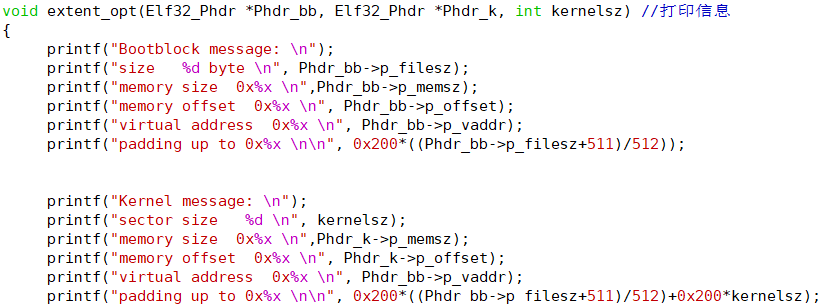 void extent_opt(Elf32_Phdr *Phdr_bb, Elf32_Phdr *Phdr_k, int kernelsz) //打印信息
{
     printf("Bootblock message: \n");
     printf("size   %d byte \n", Phdr_bb->p_filesz);
     printf("memory size  0x%x \n",Phdr_bb->p_memsz);
     printf("memory offset  0x%x \n", Phdr_bb->p_offset);
     printf("virtual address  0x%x \n", Phdr_bb->p_vaddr);
     printf("padding up to 0x%x \n\n", 0x200*((Phdr_bb->p_filesz+511)/512));
     printf("Kernel message: \n");
     printf("sector size   %d \n", kernelsz);
     printf("memory size  0x%x \n",Phdr_k->p_memsz);
     printf("memory offset  0x%x \n", Phdr_k->p_offset);
     printf("virtual address  0x%x \n", Phdr_bb->p_vaddr);
     printf("padding up to 0x%x \n\n", 0x200*((Phdr_bb->p_filesz+511)/512)+0x200*kernelsz);